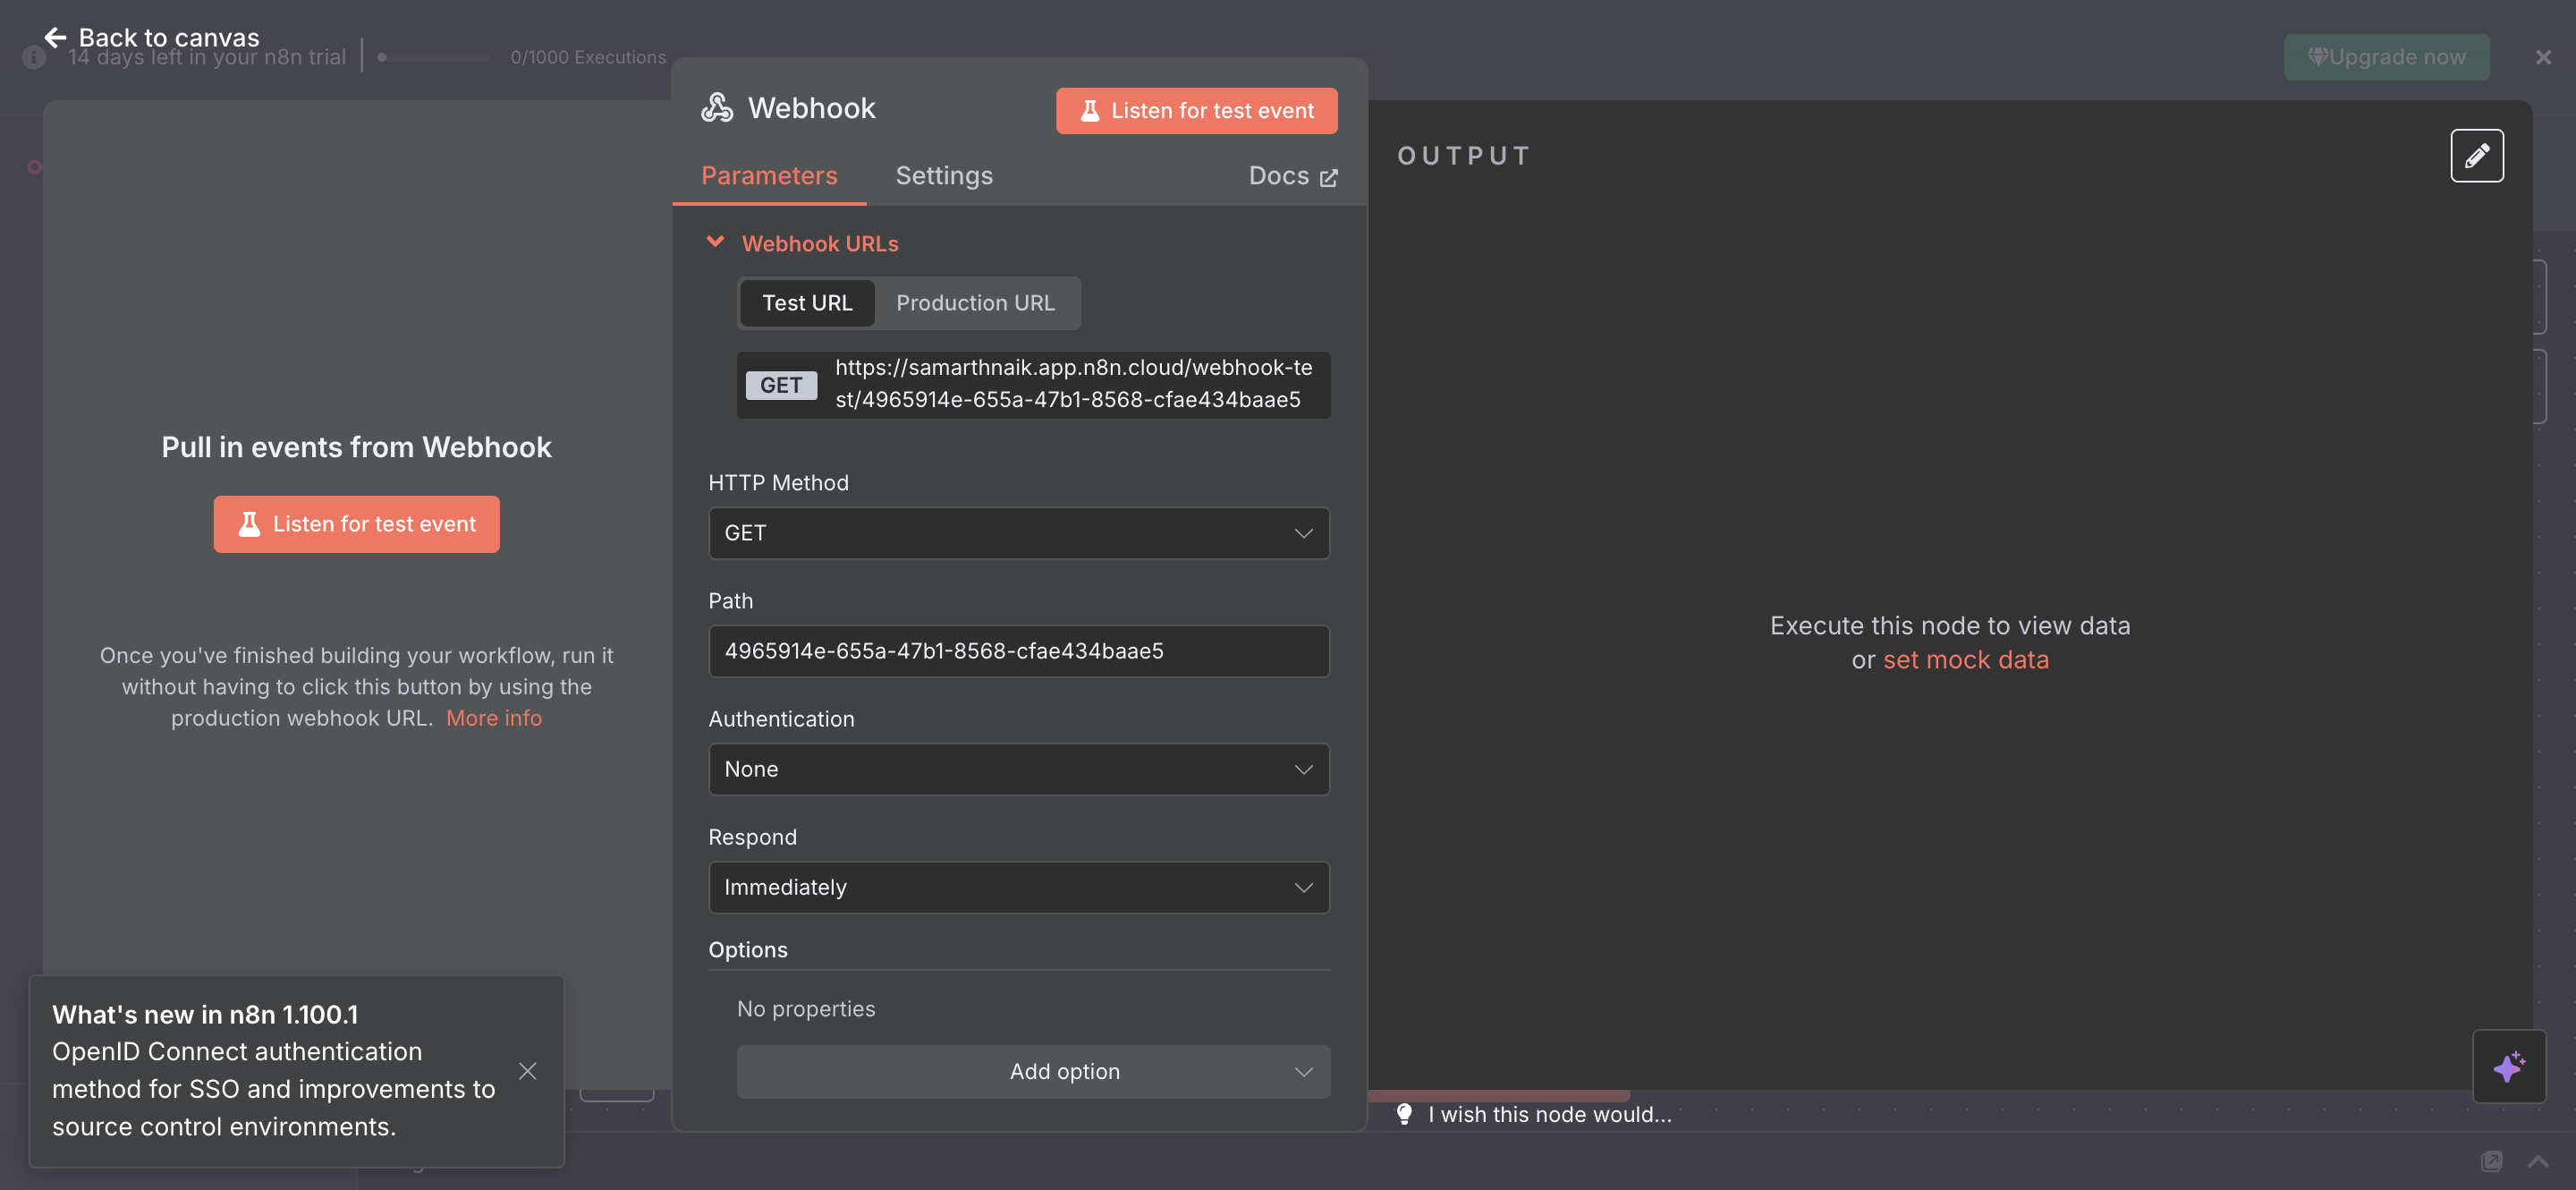 Back to canvas
14 days left in your n8n trial
0/1000 Executions
Upgrade now
Webhook
Listen for test event
OUTPUT
Parameters
Settings
Docs
Webhook URLs
Test URL
Production URL
GET
https://samarthnaik.app.n8n.cloud/webhook-te
st/4965914e-655a-47b1-8568-cfae434baae5
Pull in events from Webhook
Listen for test event
Once you've finished building your workflow, run it
without having to click this button by using the
production webhook URL. More info
HTTP Method
GET
Path
4965914e-655a-47b1-8568-cfae434baae5
Authentication
None
Respond
Immediately
Options
No properties
Add option
Execute this node to view data
or set mock data
What's new in n8n 1.100.1
OpenID Connect authentication
method for SSO and improvements to
source control environments.
I wish this node would...